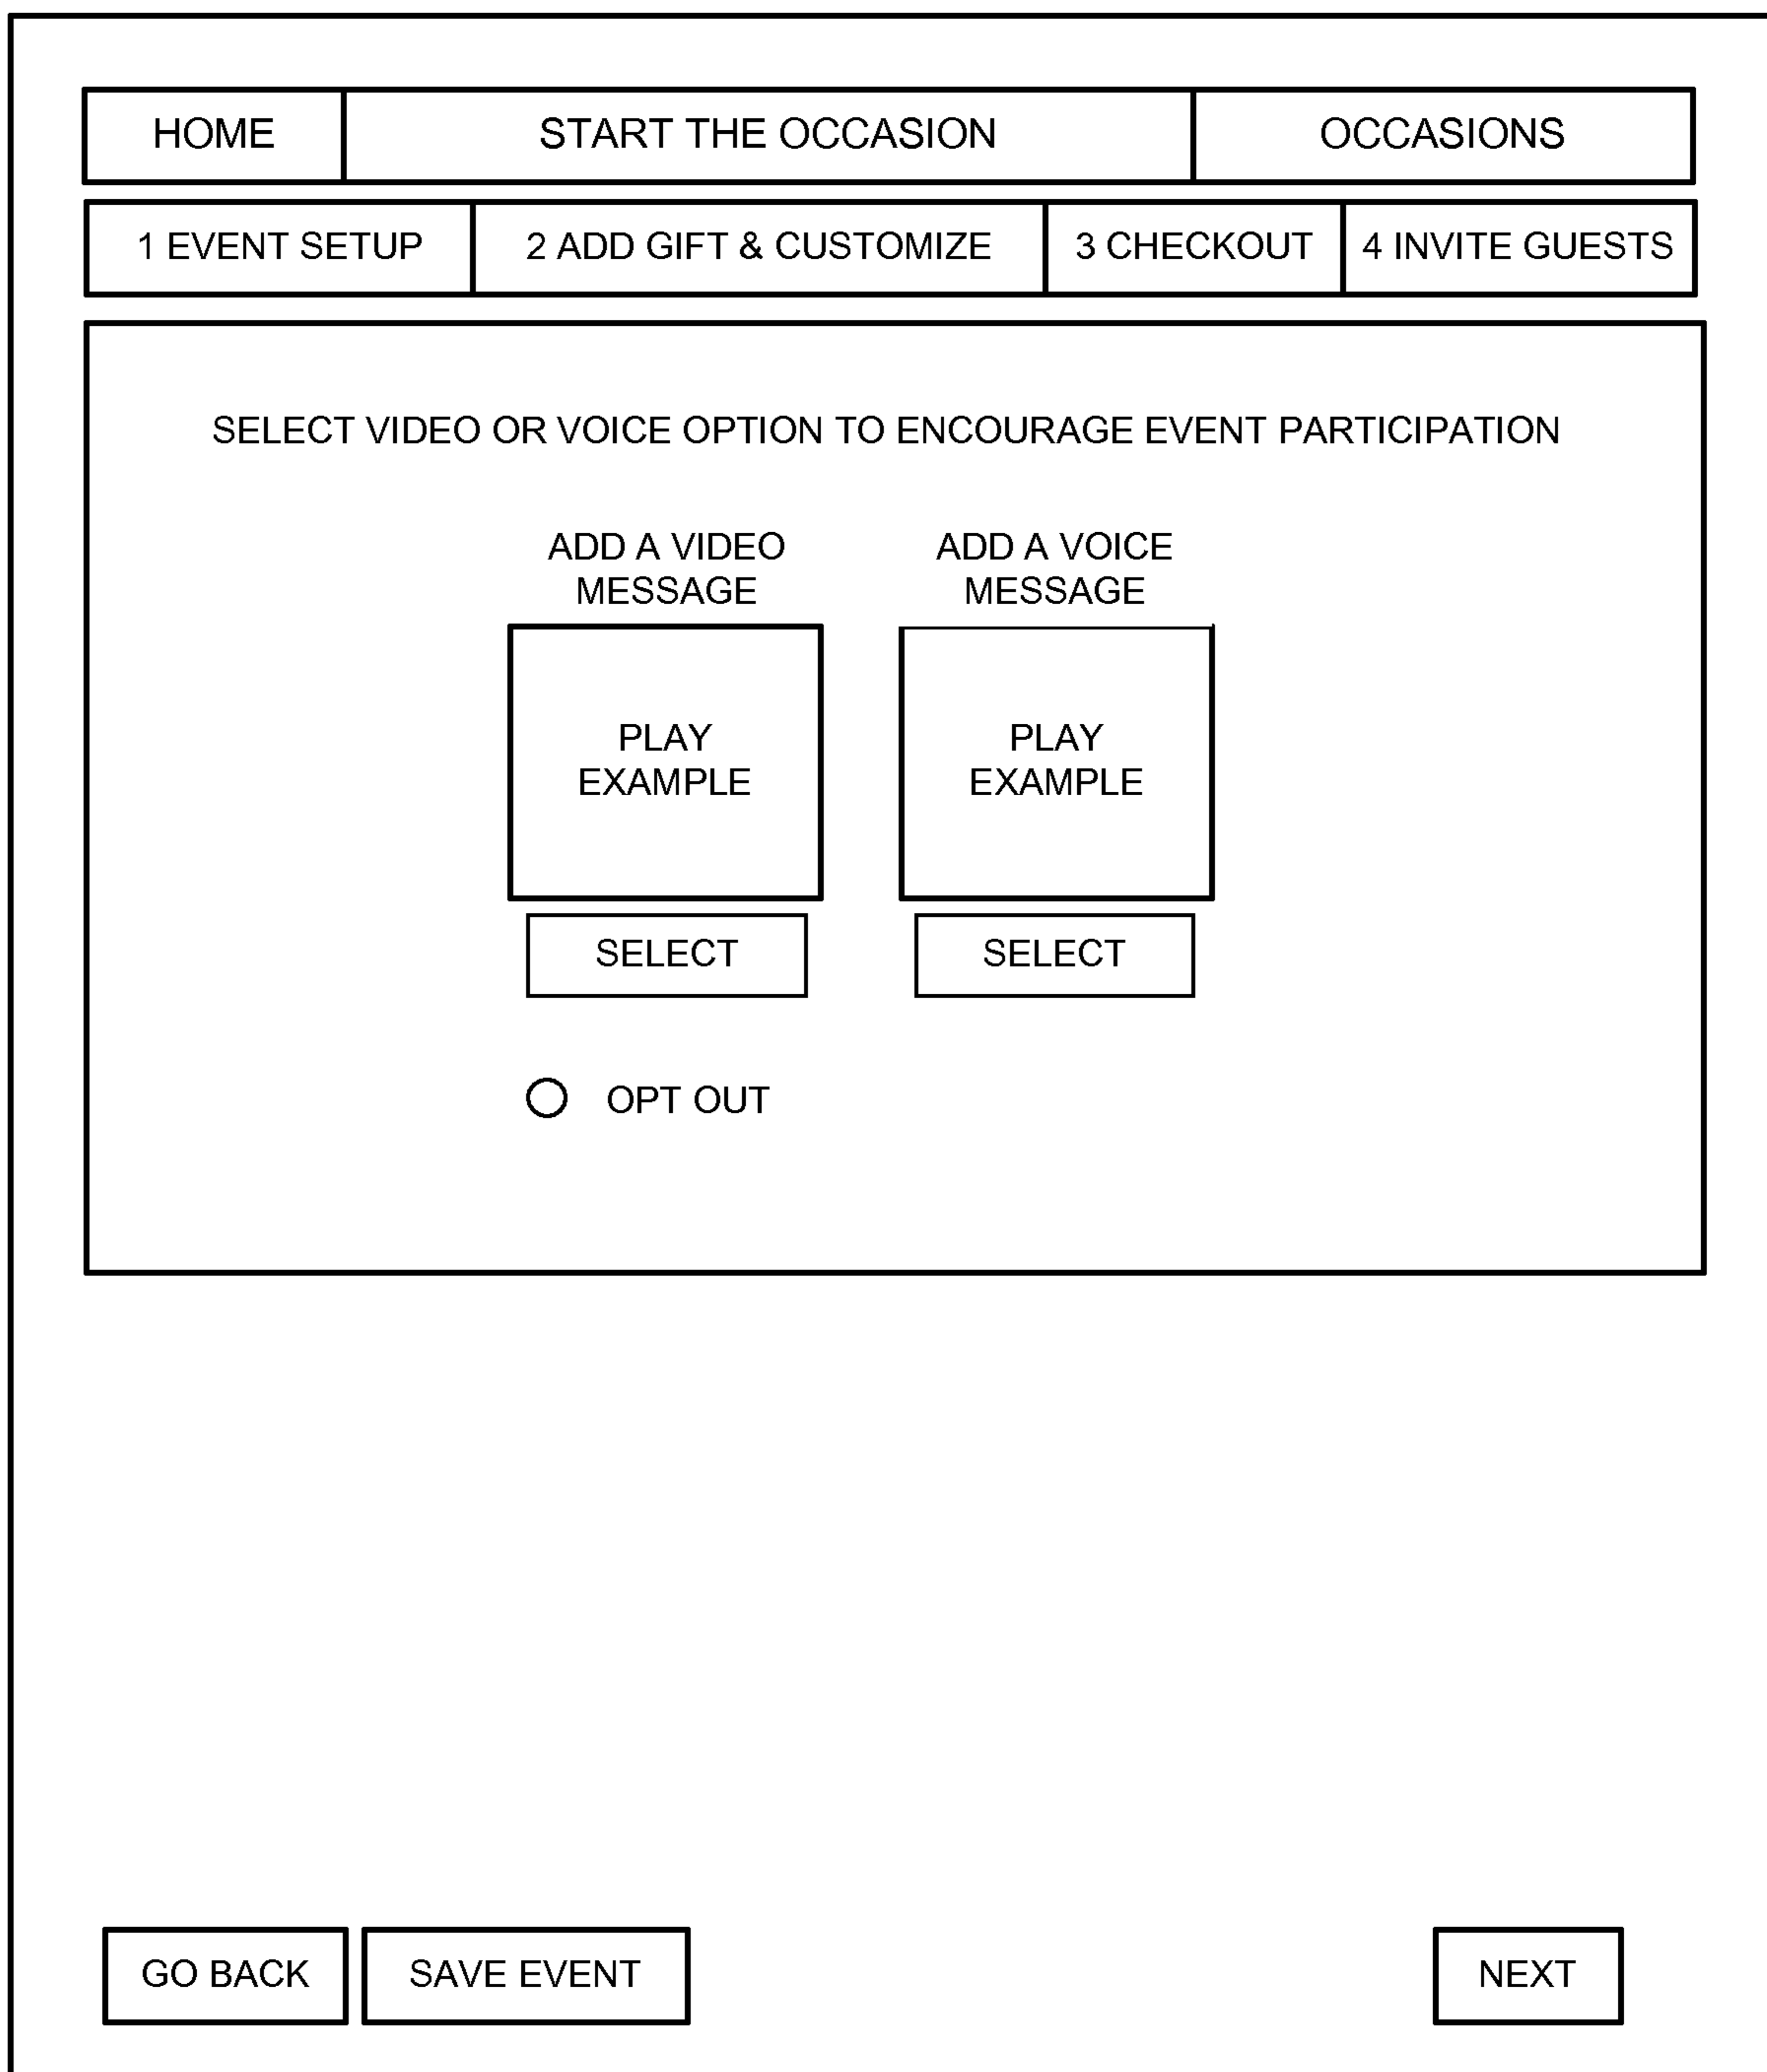 HOME START THE OCCASION OCCASIONS
1 EVENT SETUP 2 ADD GIFT & CUSTOMIZE 3 CHECKOUT 4 INVITE GUESTS
SELECT VIDEO OR VOICE OPTION TO ENCOURAGE EVENT PARTICIPATION
ADD A VIDEO
MESSAGE
PLAY
EXAMPLE
SELECT
ADD A VOICE
MESSAGE
PLAY
EXAMPLE
SELECT
OPT OUT
GO BACK SAVE EVENT NEXT